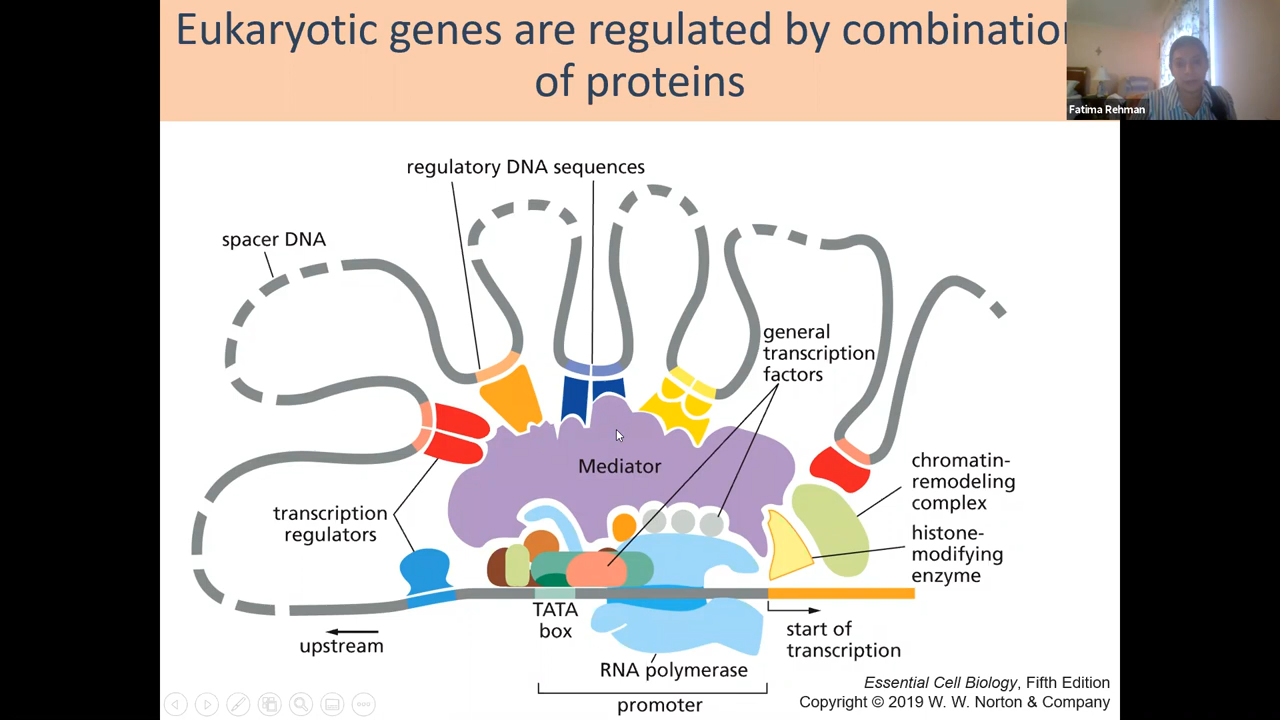 Eukaryotic genes are regulated by combinatio
of proteins
Fatima Rehman
regulatory DNA sequences
spacer DNA
general
transcription
factors
Mediator
chromatin-
remodeling
complex
transcription
regulators
histone-
modifying
enzyme
TATA
box
start of
transcription
upstream
RNA polymerase
promoter
Essential Cell Biology, Fifth Edition
Copyright © 2019 W. W. Norton & Company